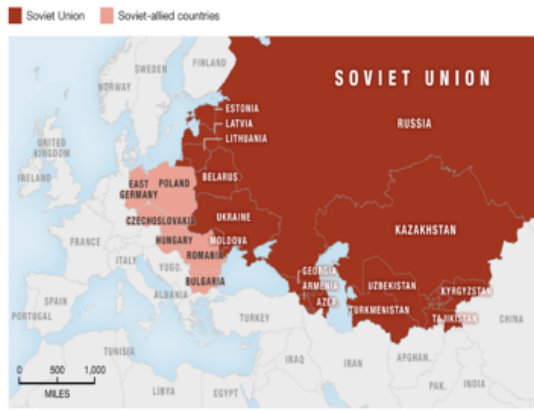 Soviet Union
Soviet-allied countries
FINLAND
SWEDEN
NORWAY
SOVIET UNION
ESTONIA
LATVIA
LITHUANIA
RUSSIA
UNITED
KINGDOM
IRELAND
BELARUS
EAST
GERMANY
POLAND
CZECHOSLOVAKIA
UKRAINE
KAZAKHSTAN
FRANCE
HUNGARY
MOLDOVA
ROMANIA
ITALY
YUGO.
BULGARIA
GEORGIA
ARMENIA
AZER.
UZBEKISTAN
KYRGYZSTAN
TURKMENISTAN
TAJIKISTAN
ALBANIA
SPAIN
PORTUGAL
TURKEY
CHINA
TUNISIA
IRAQ
IRAN
AFGHAN.
PAK.
INDIA
LIBYA
EGYPT
0 500 1,000
MILES